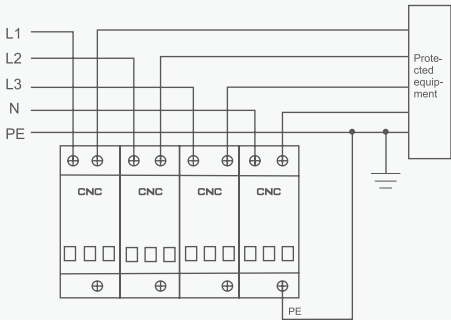 L1
L2
L3
N
PE
Prote-
cted
equip-
ment
CNC CNC CNC CNC
PE